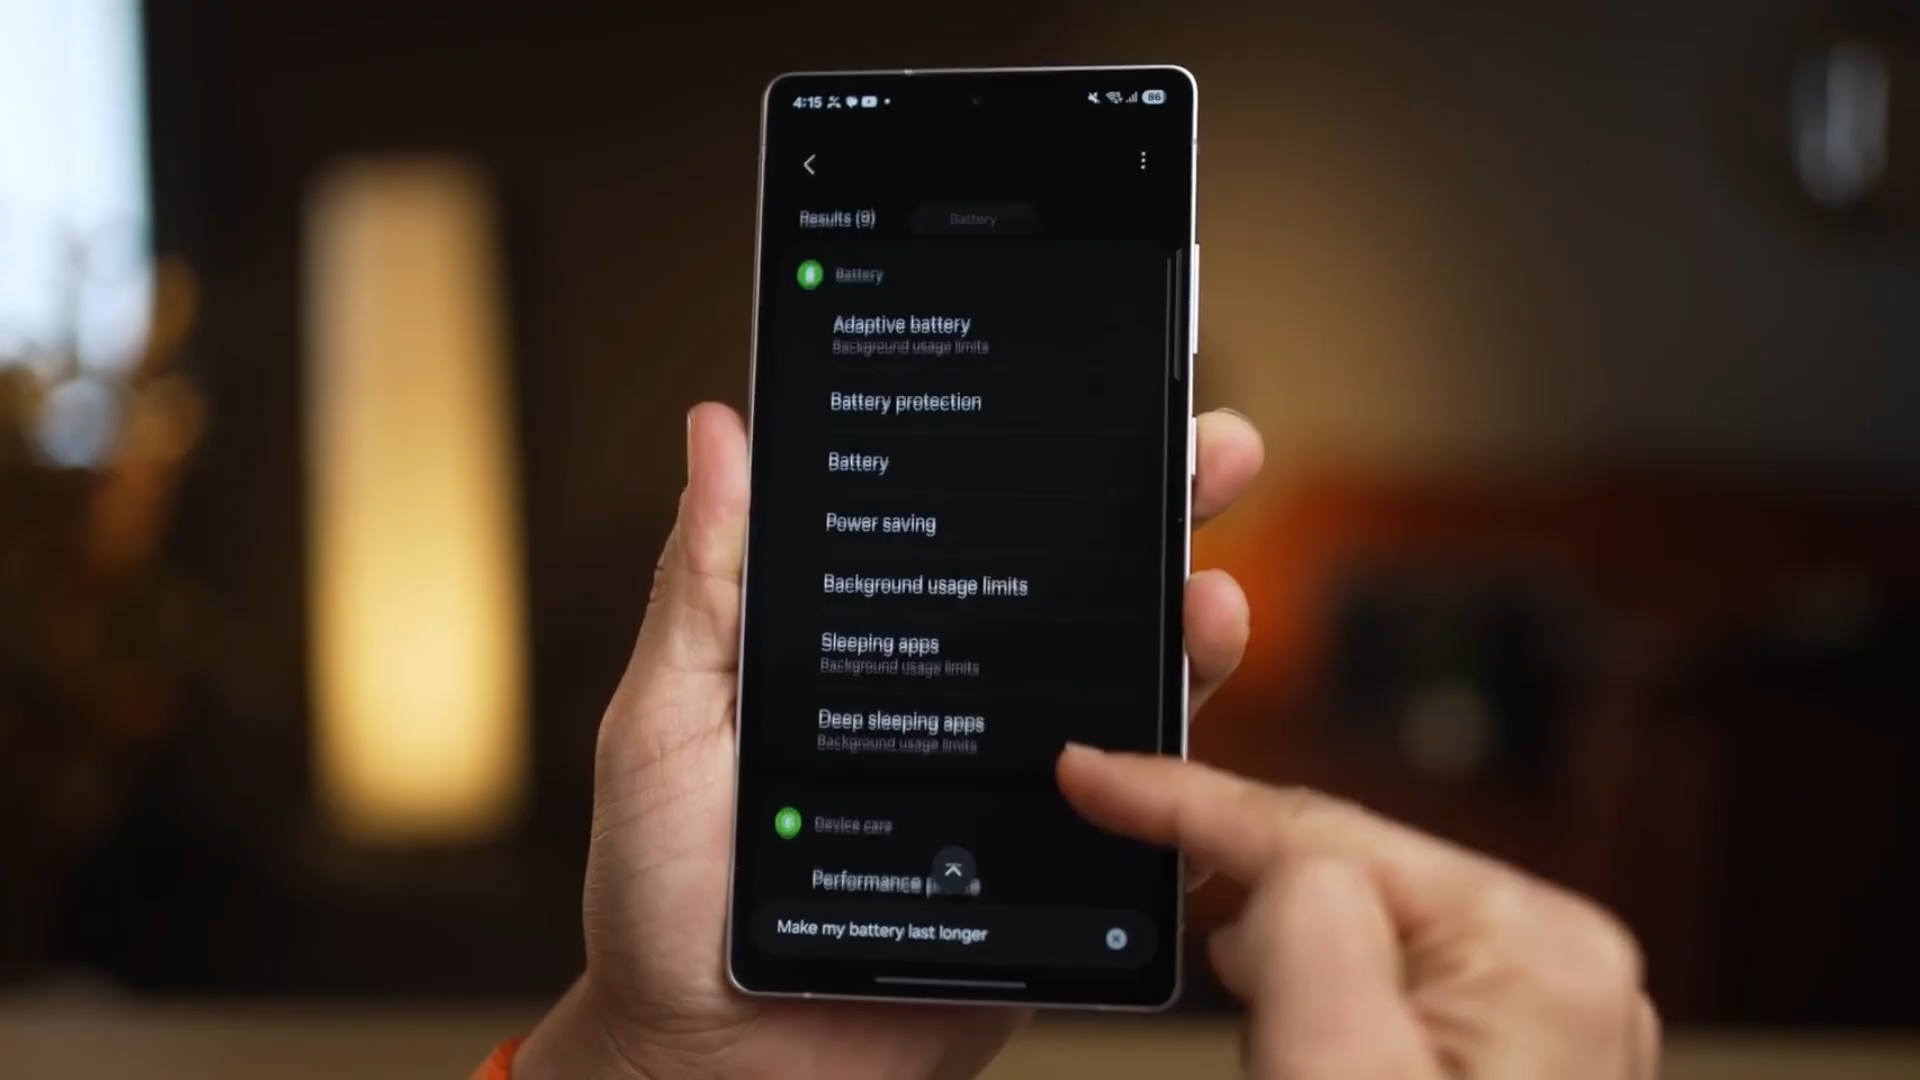 4:15 86
Results (9) Battery
Battery
Adaptive battery
Background usage limits
Battery protection
Battery
Power saving
Background usage limits
Sleeping apps
Background usage limits
Deep sleeping apps
Background usage limits
Device care
Performance
Make my battery last longer